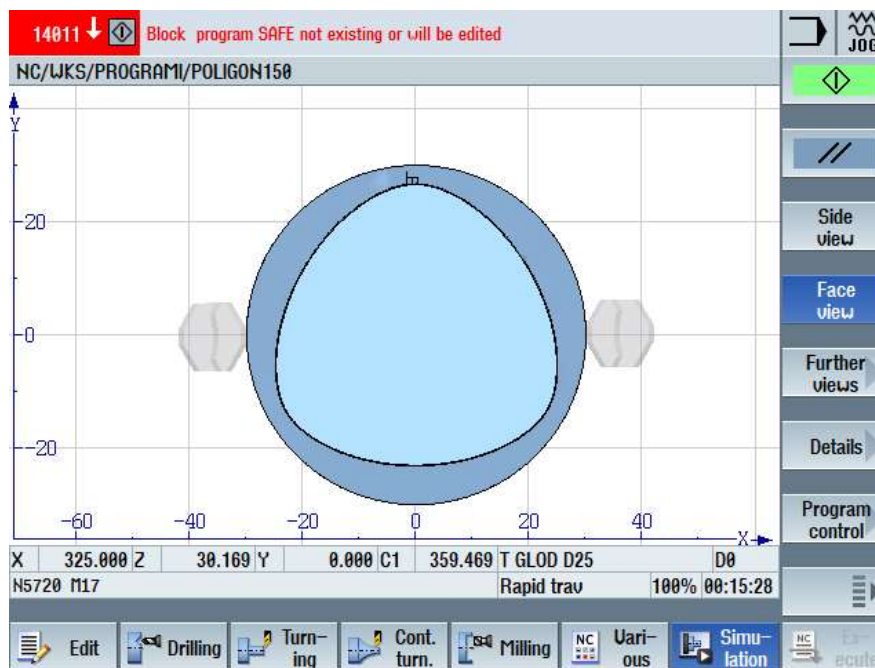 14011 Block program SAFE not existing or will be edited
JOG
NC/WKS/PROGRAMI/POLIGON150
Y
-20
-0
--20
-60 -40 -20 0 20 40 X
Side view
Face view
Further views
Details
Program control
X 325.000 Z 30.169 Y 0.000 C1 359.469 T GLOD D25 D0
N5720 M17 Rapid trav 100% 00:15:28
Edit Drilling Turn- Cont. Milling NC Vari- Simu- NC
ing turn. ous lation